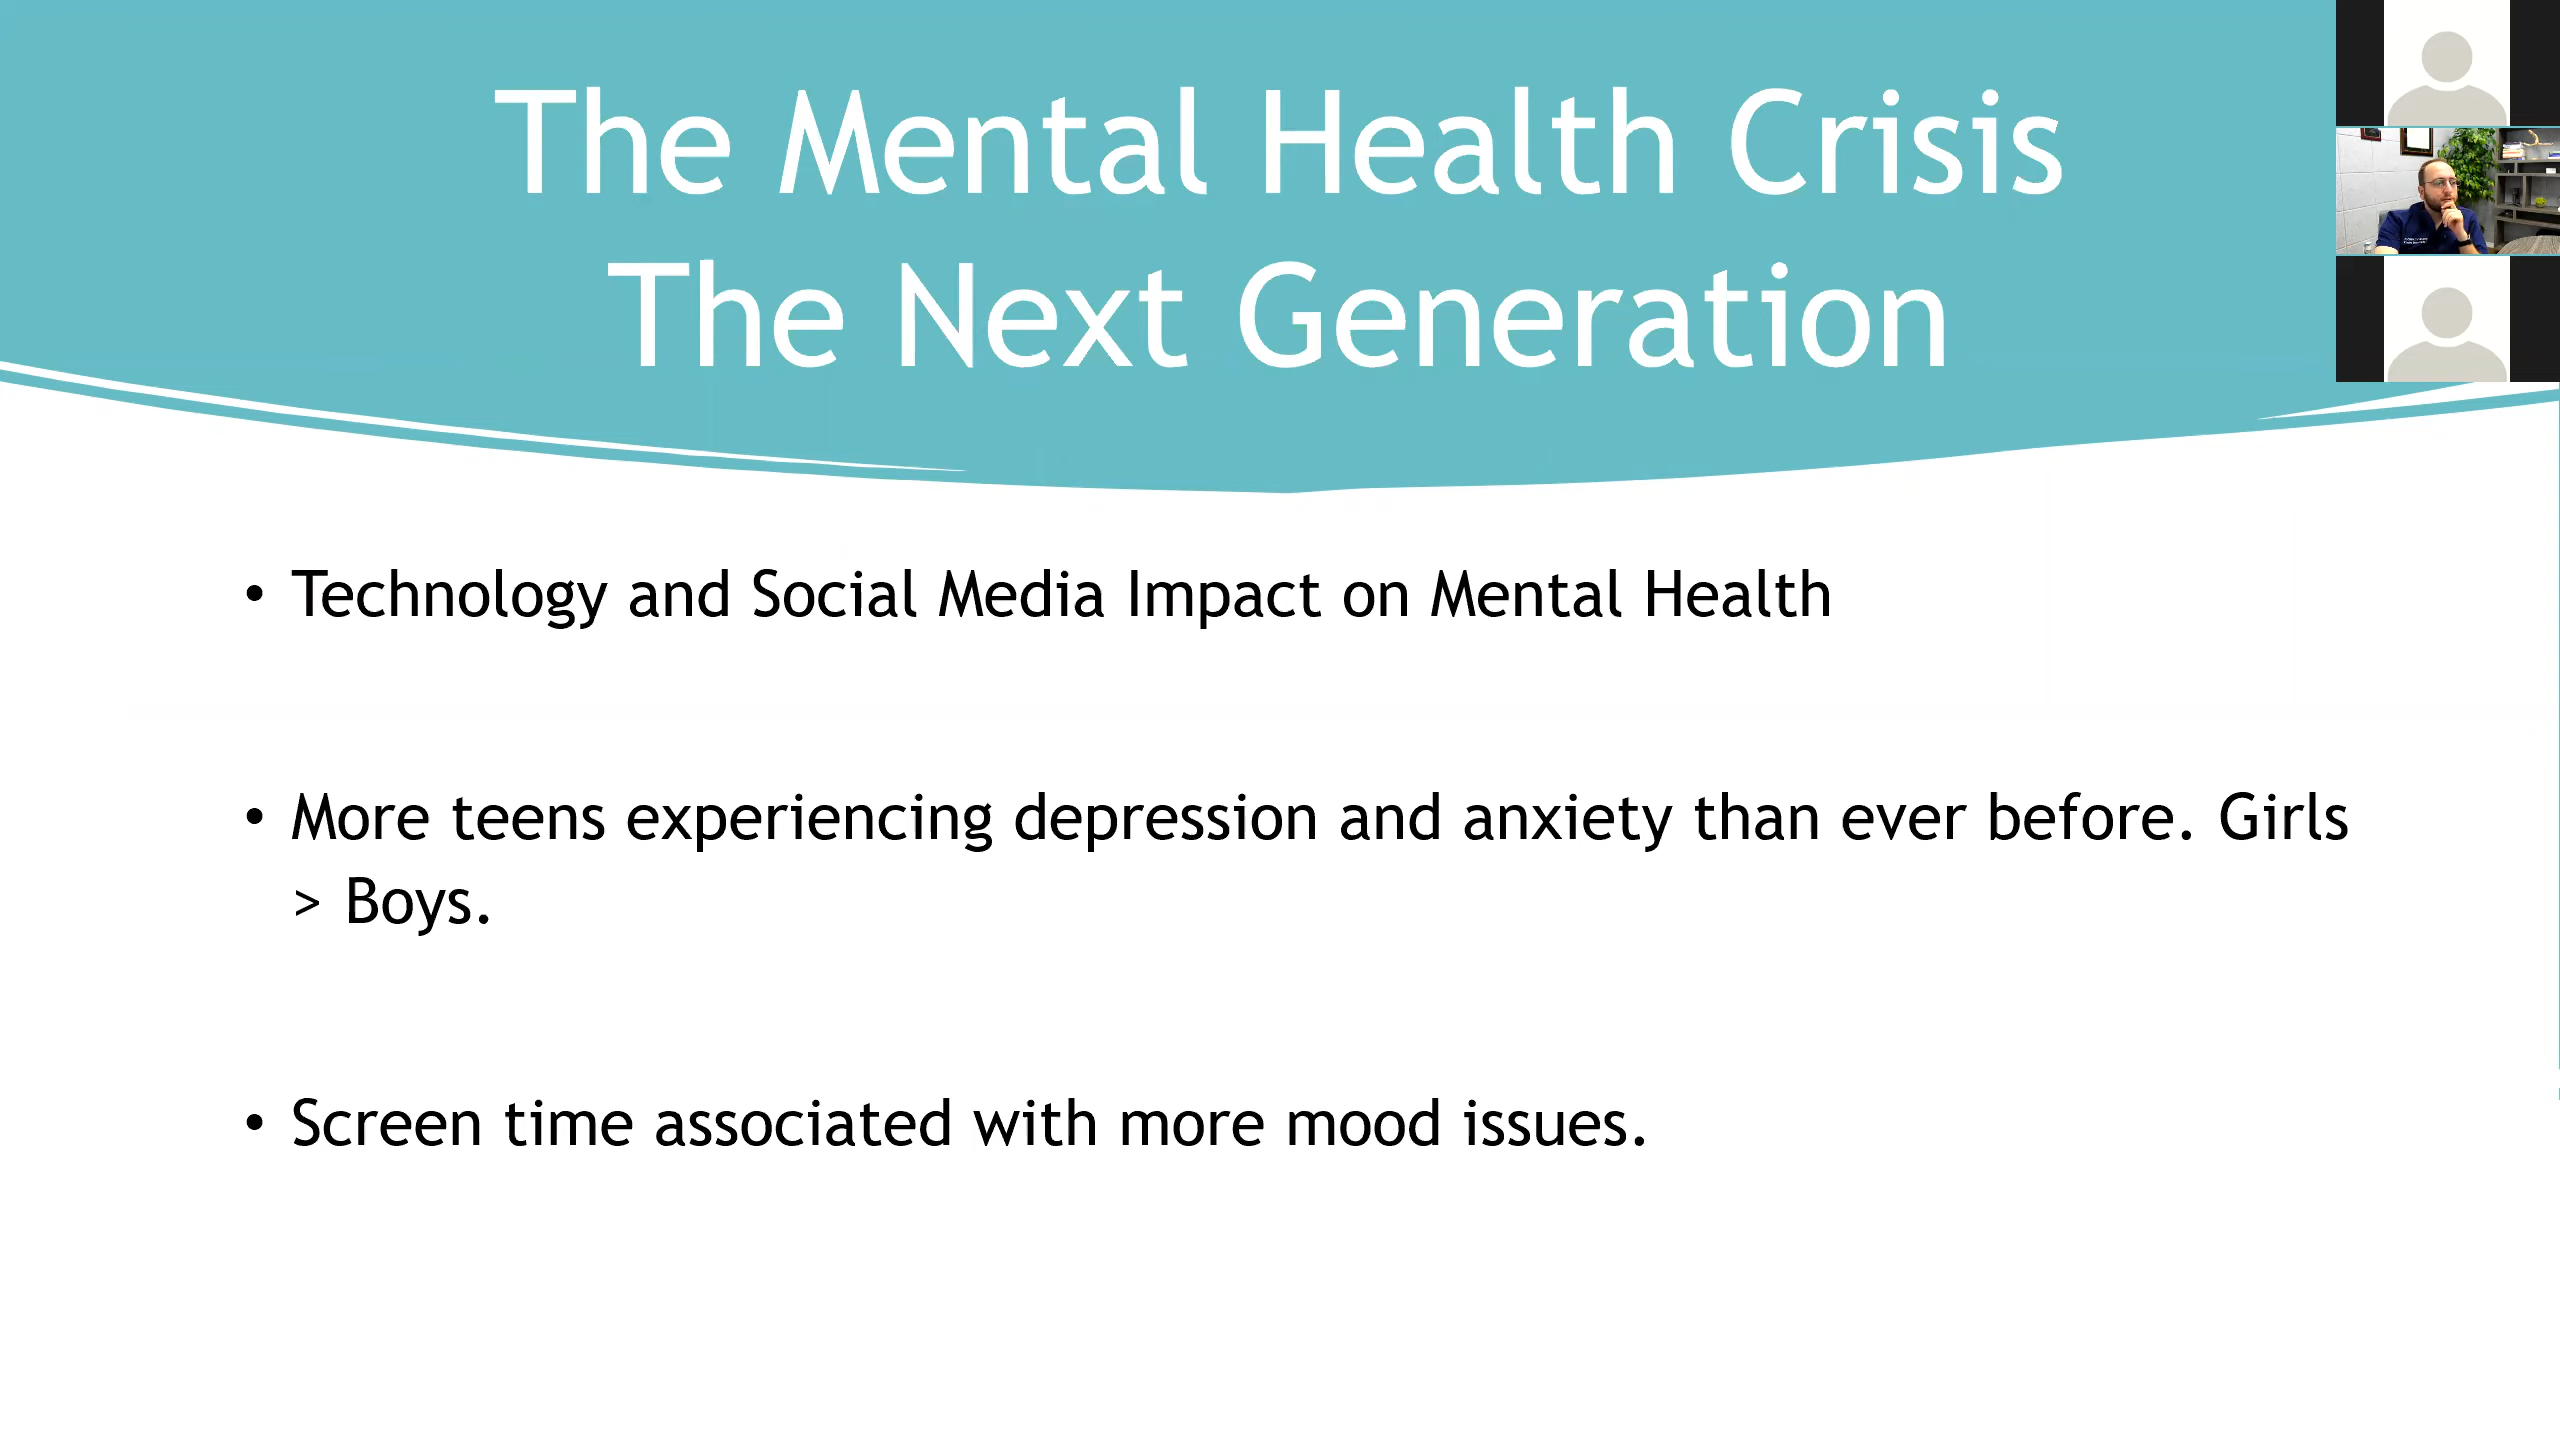 The Mental Health Crisis
The Next Generation
• Technology and Social Media Impact on Mental Health
• More teens experiencing depression and anxiety than ever before. Girls
> Boys.
• Screen time associated with more mood issues.